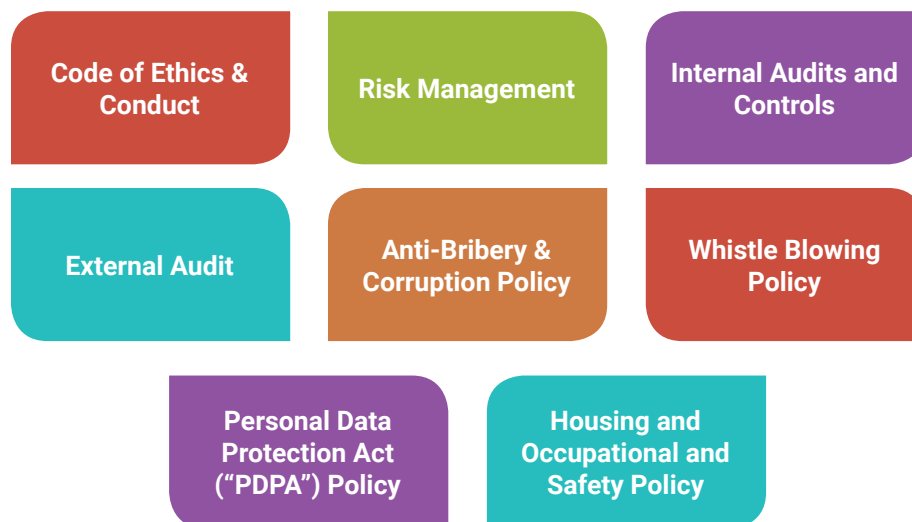 Code of Ethics &
Conduct
Risk Management
Internal Audits and
Controls
External Audit
Anti-Bribery &
Corruption Policy
Whistle Blowing
Policy
Personal Data
Protection Act
(“PDPA”) Policy
Housing and
Occupational and
Safety Policy